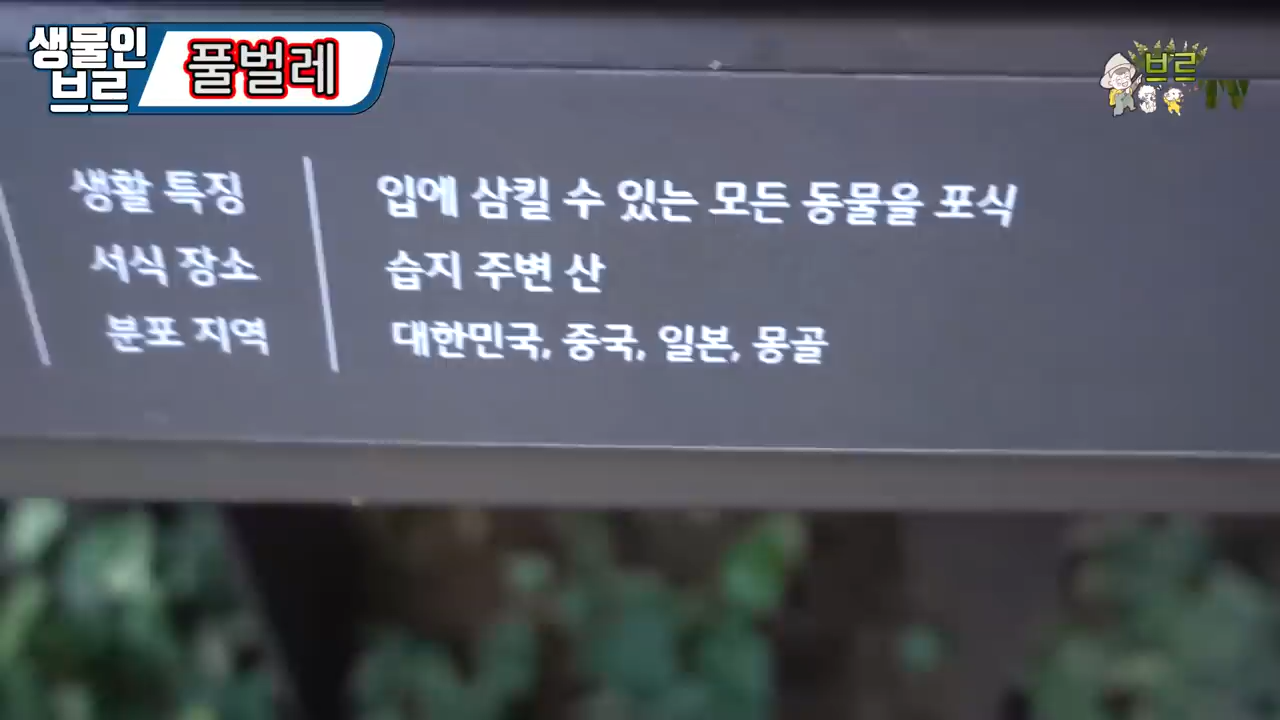 생물인
브르
풀벌레
브르
TV
생활 특징 입에 삼킬 수 있는 모든 동물을 포식
서식 장소 습지 주변 산
분포 지역 대한민국, 중국, 일본, 몽골